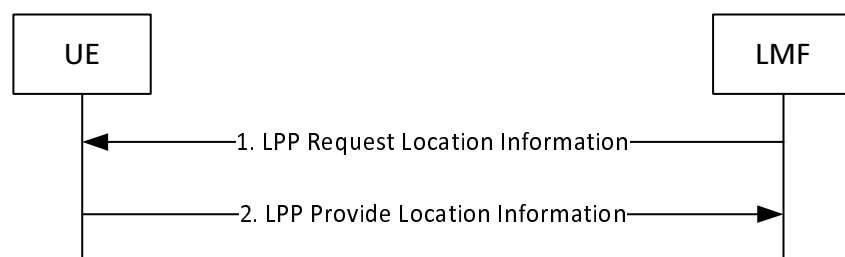 UE
LMF
1. LPP Request Location Information
2. LPP Provide Location Information